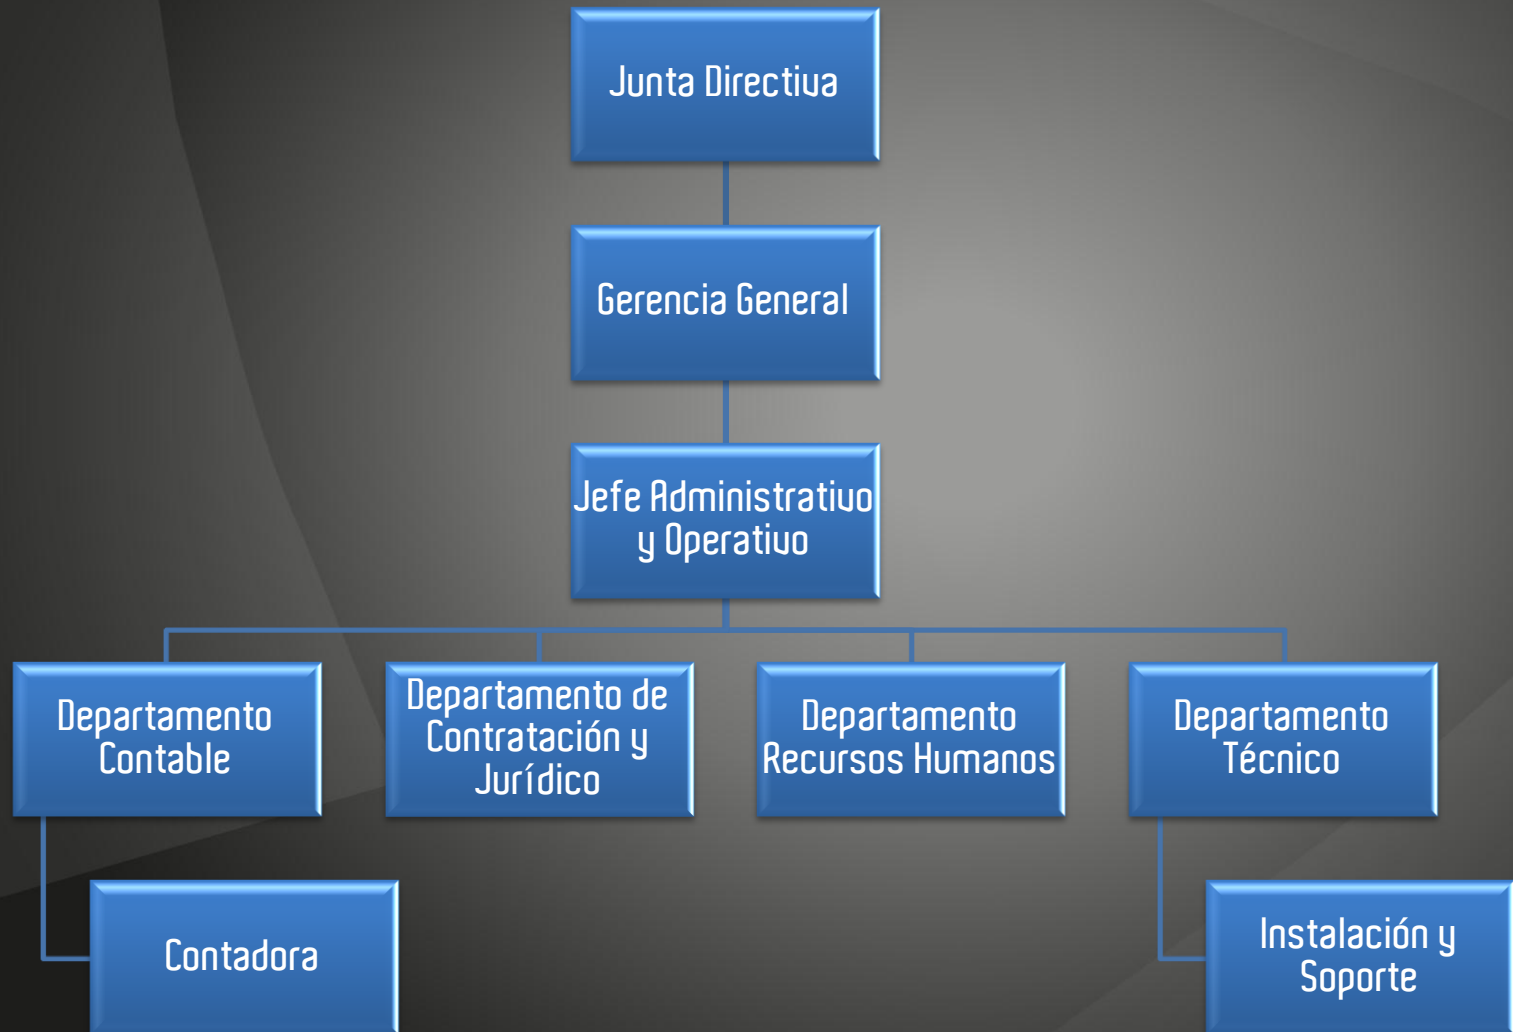 Junta Directiva
Gerencia General
Jefe Administrativo
y Operativo
Departamento
Contable
Departamento de
Contratación y
Jurídico
Departamento
Recursos Humanos
Departamento
Técnico
Contadora
Instalación y
Soporte